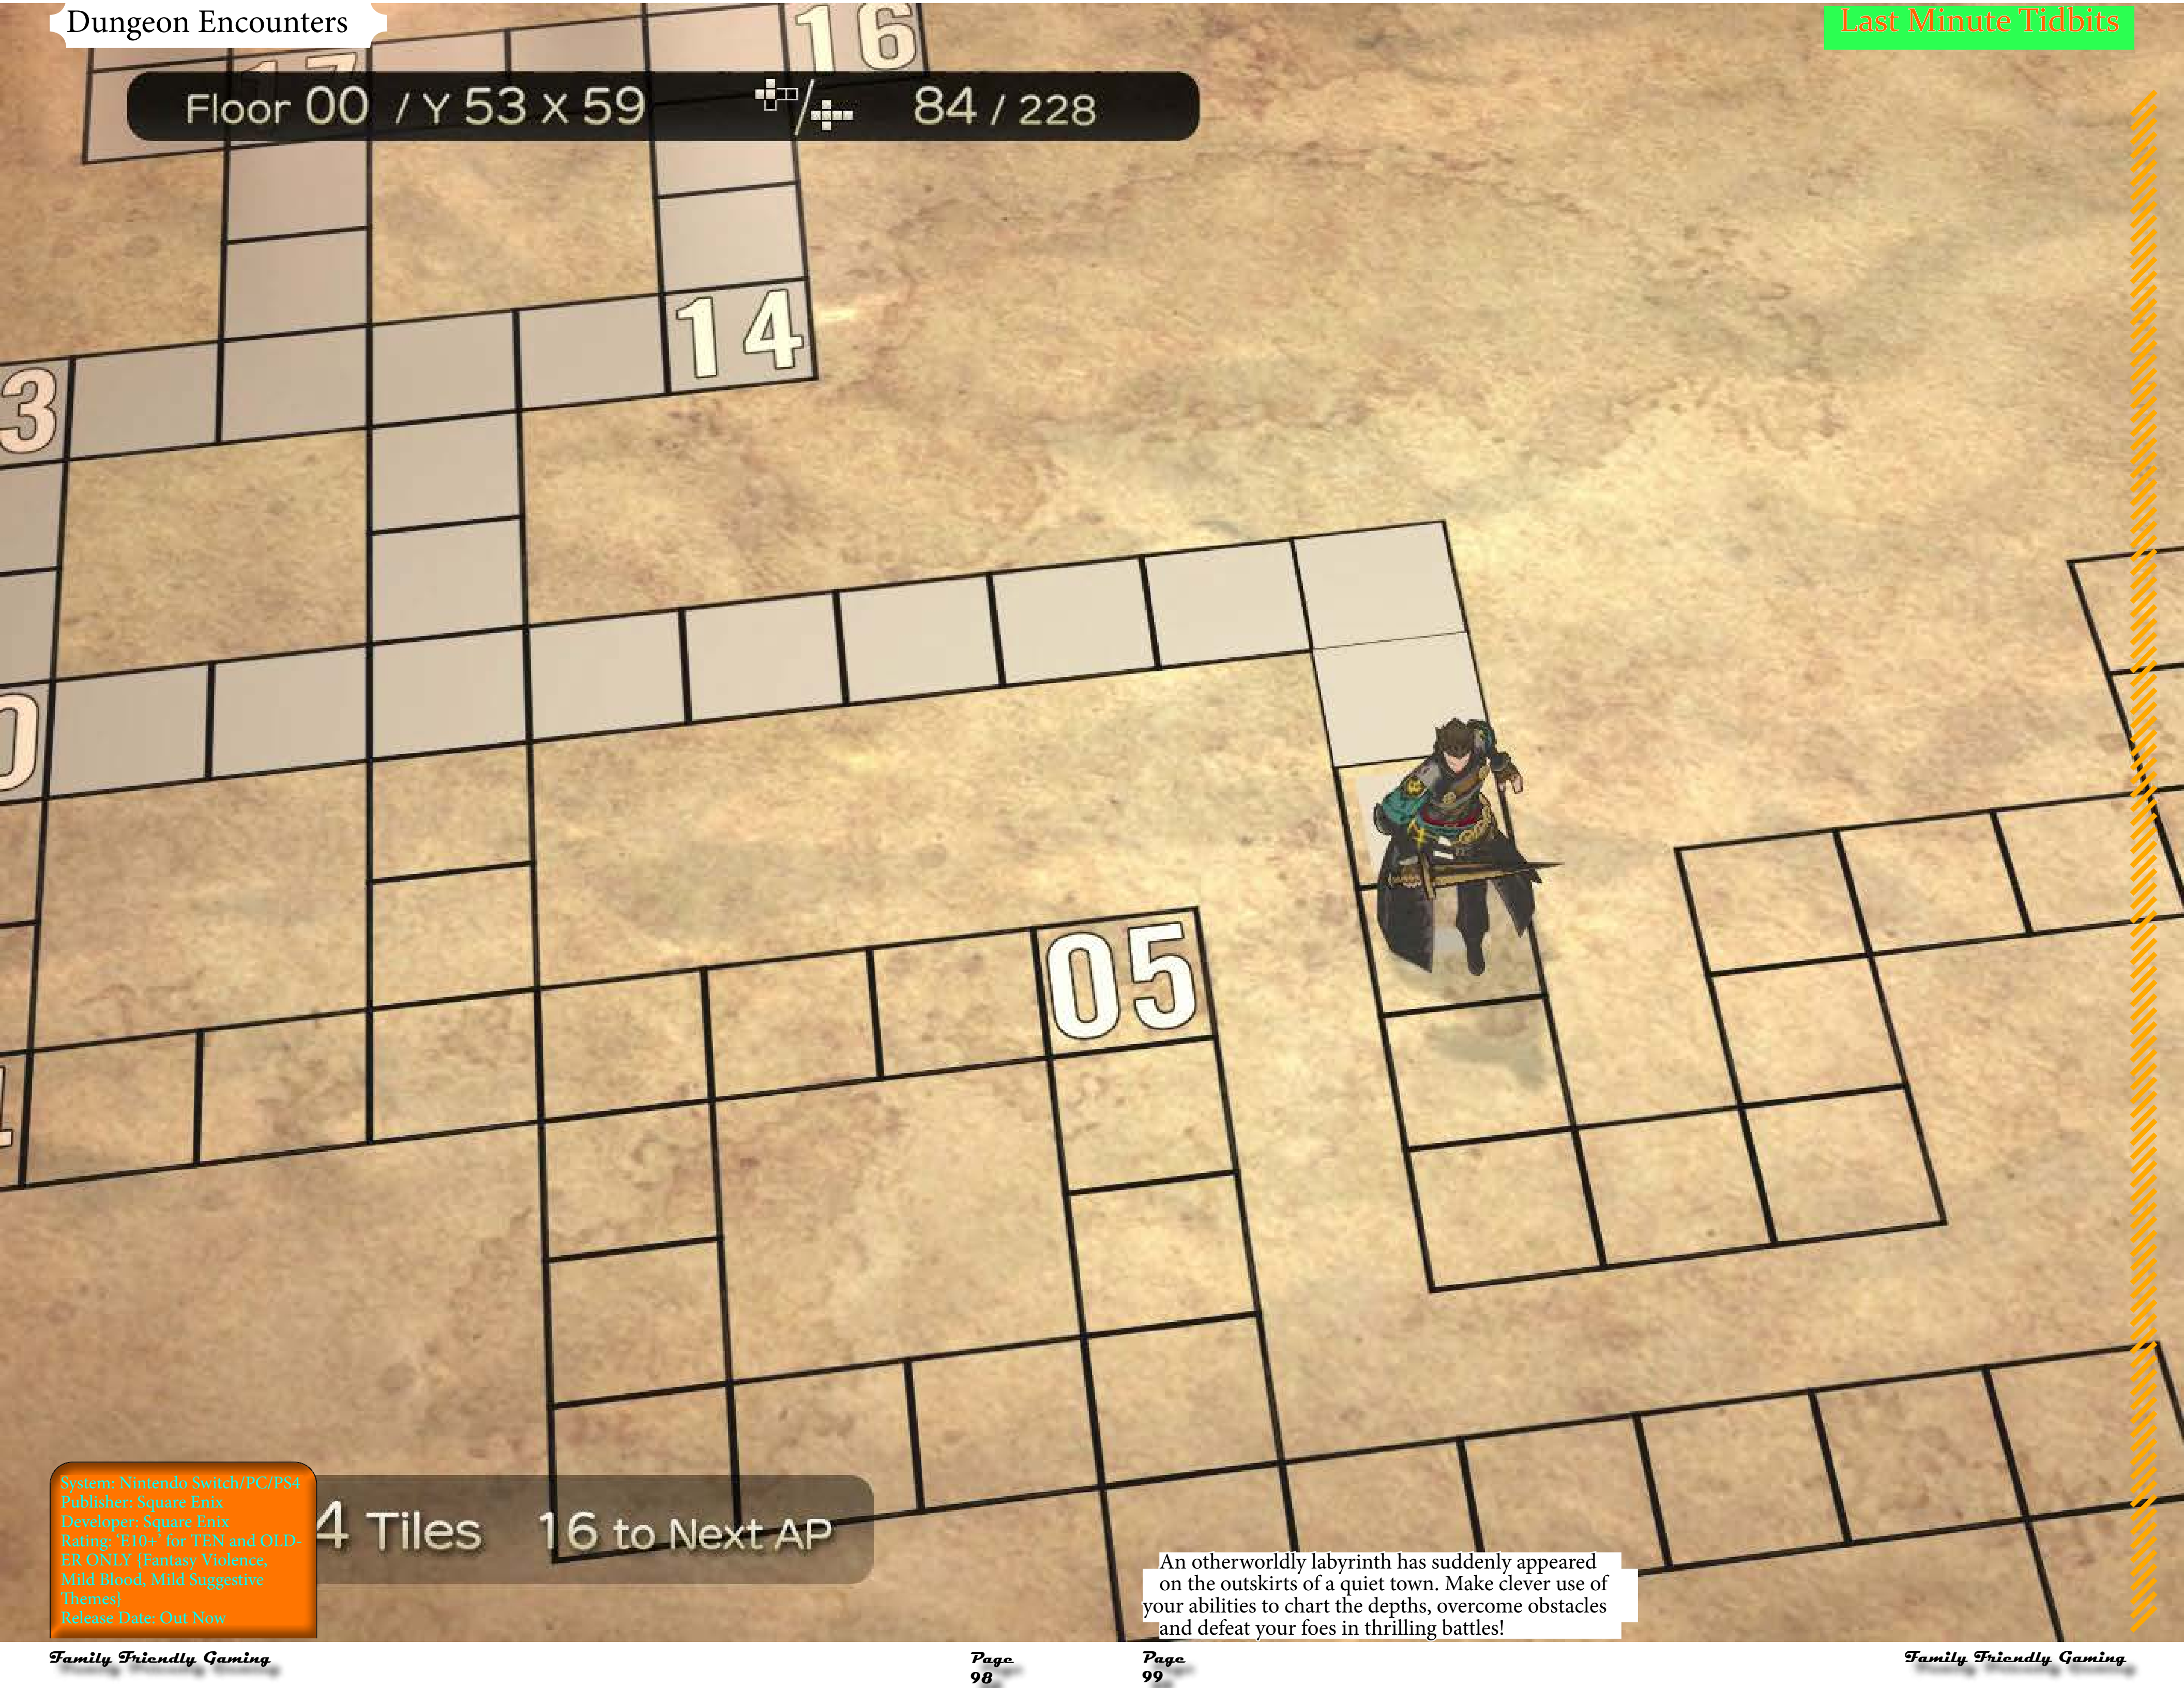 Dungeon Encounters
Last Minute Tidbits
16
17
Floor 00 / Y 53 X 59 84 / 228
14
3
0
05
1
System: Nintendo Switch/PC/PS4
Publisher: Square Enix
Developer: Square Enix
Rating: ‘E10+’ for TEN and OLD-
ER ONLY {Fantasy Violence,
Mild Blood, Mild Suggestive
Themes}
Release Date: Out Now
4 Tiles 16 to Next AP
An otherworldly labyrinth has suddenly appeared
on the outskirts of a quiet town. Make clever use of
your abilities to chart the depths, overcome obstacles
and defeat your foes in thrilling battles!
Family Friendly Gaming
Page
98
Page
99
Family Friendly Gaming